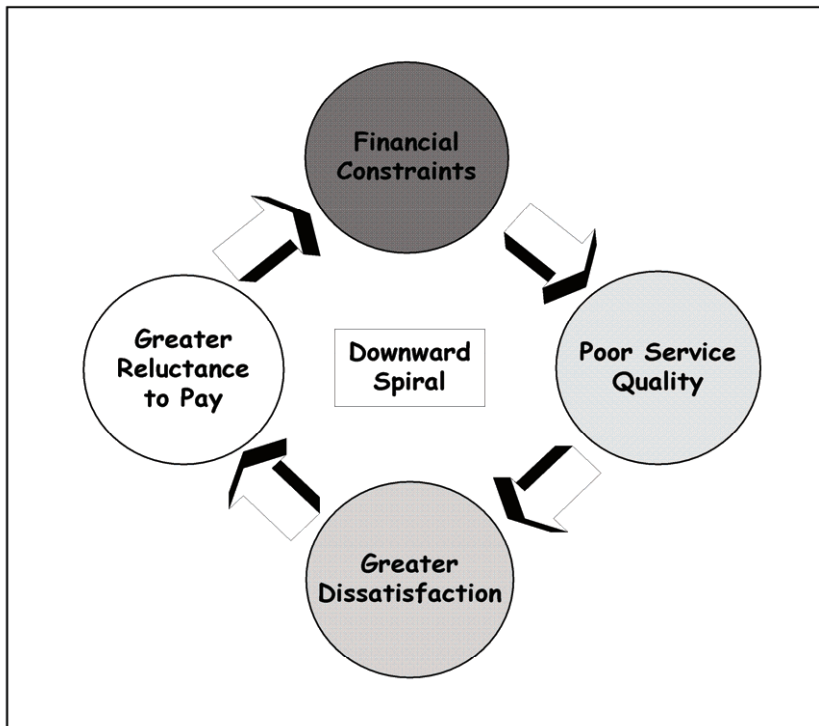 Financial
Constraints
Greater
Reluctance
to Pay
Downward
Spiral
Poor Service
Quality
Greater
Dissatisfaction